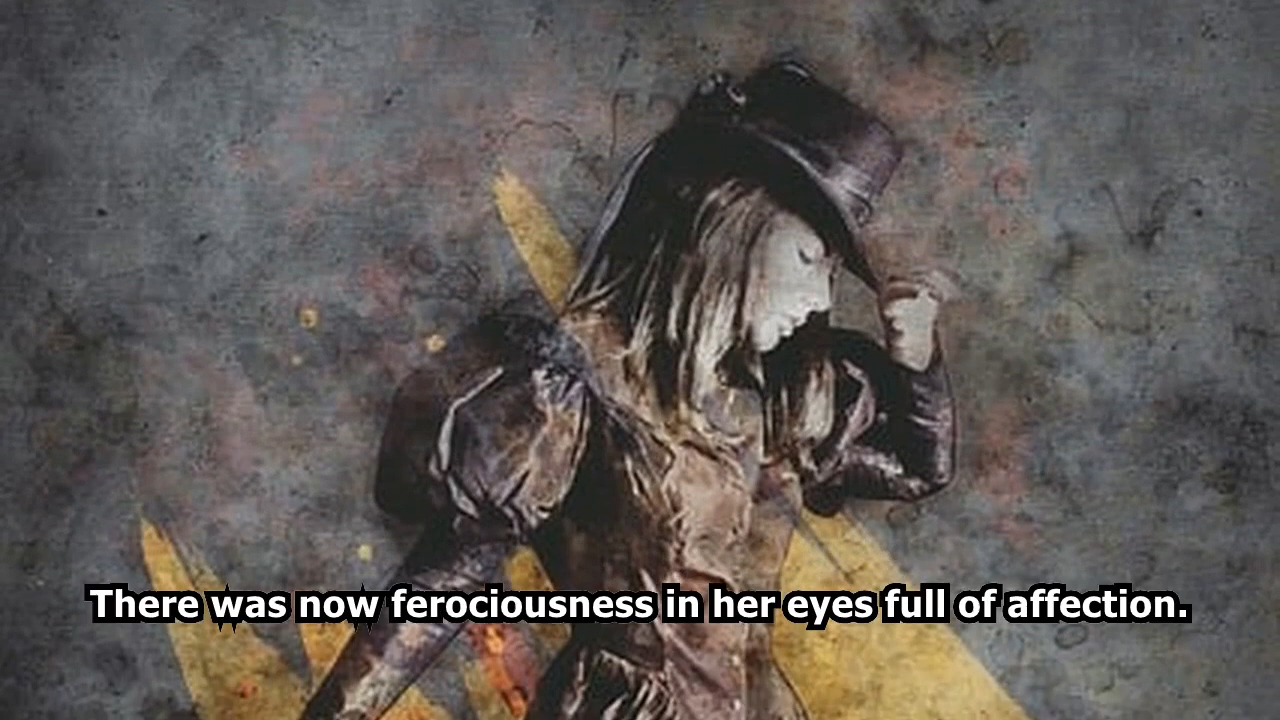 There was now ferociousness in her eyes full of affection.